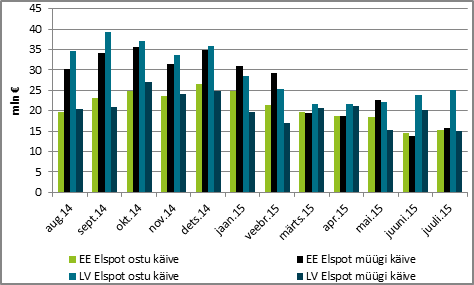 45
40
35
30
25
20
15
10
5
0
mln €
aug.14
sept.14
okt.14
nov.14
dets.14
jaan.15
veebr.15
märts.15
apr.15
mai.15
juuni.15
juuli.15
EE Elspot ostu käive
EE Elspot müügi käive
LV Elspot ostu käive
LV Elspot müügi käive